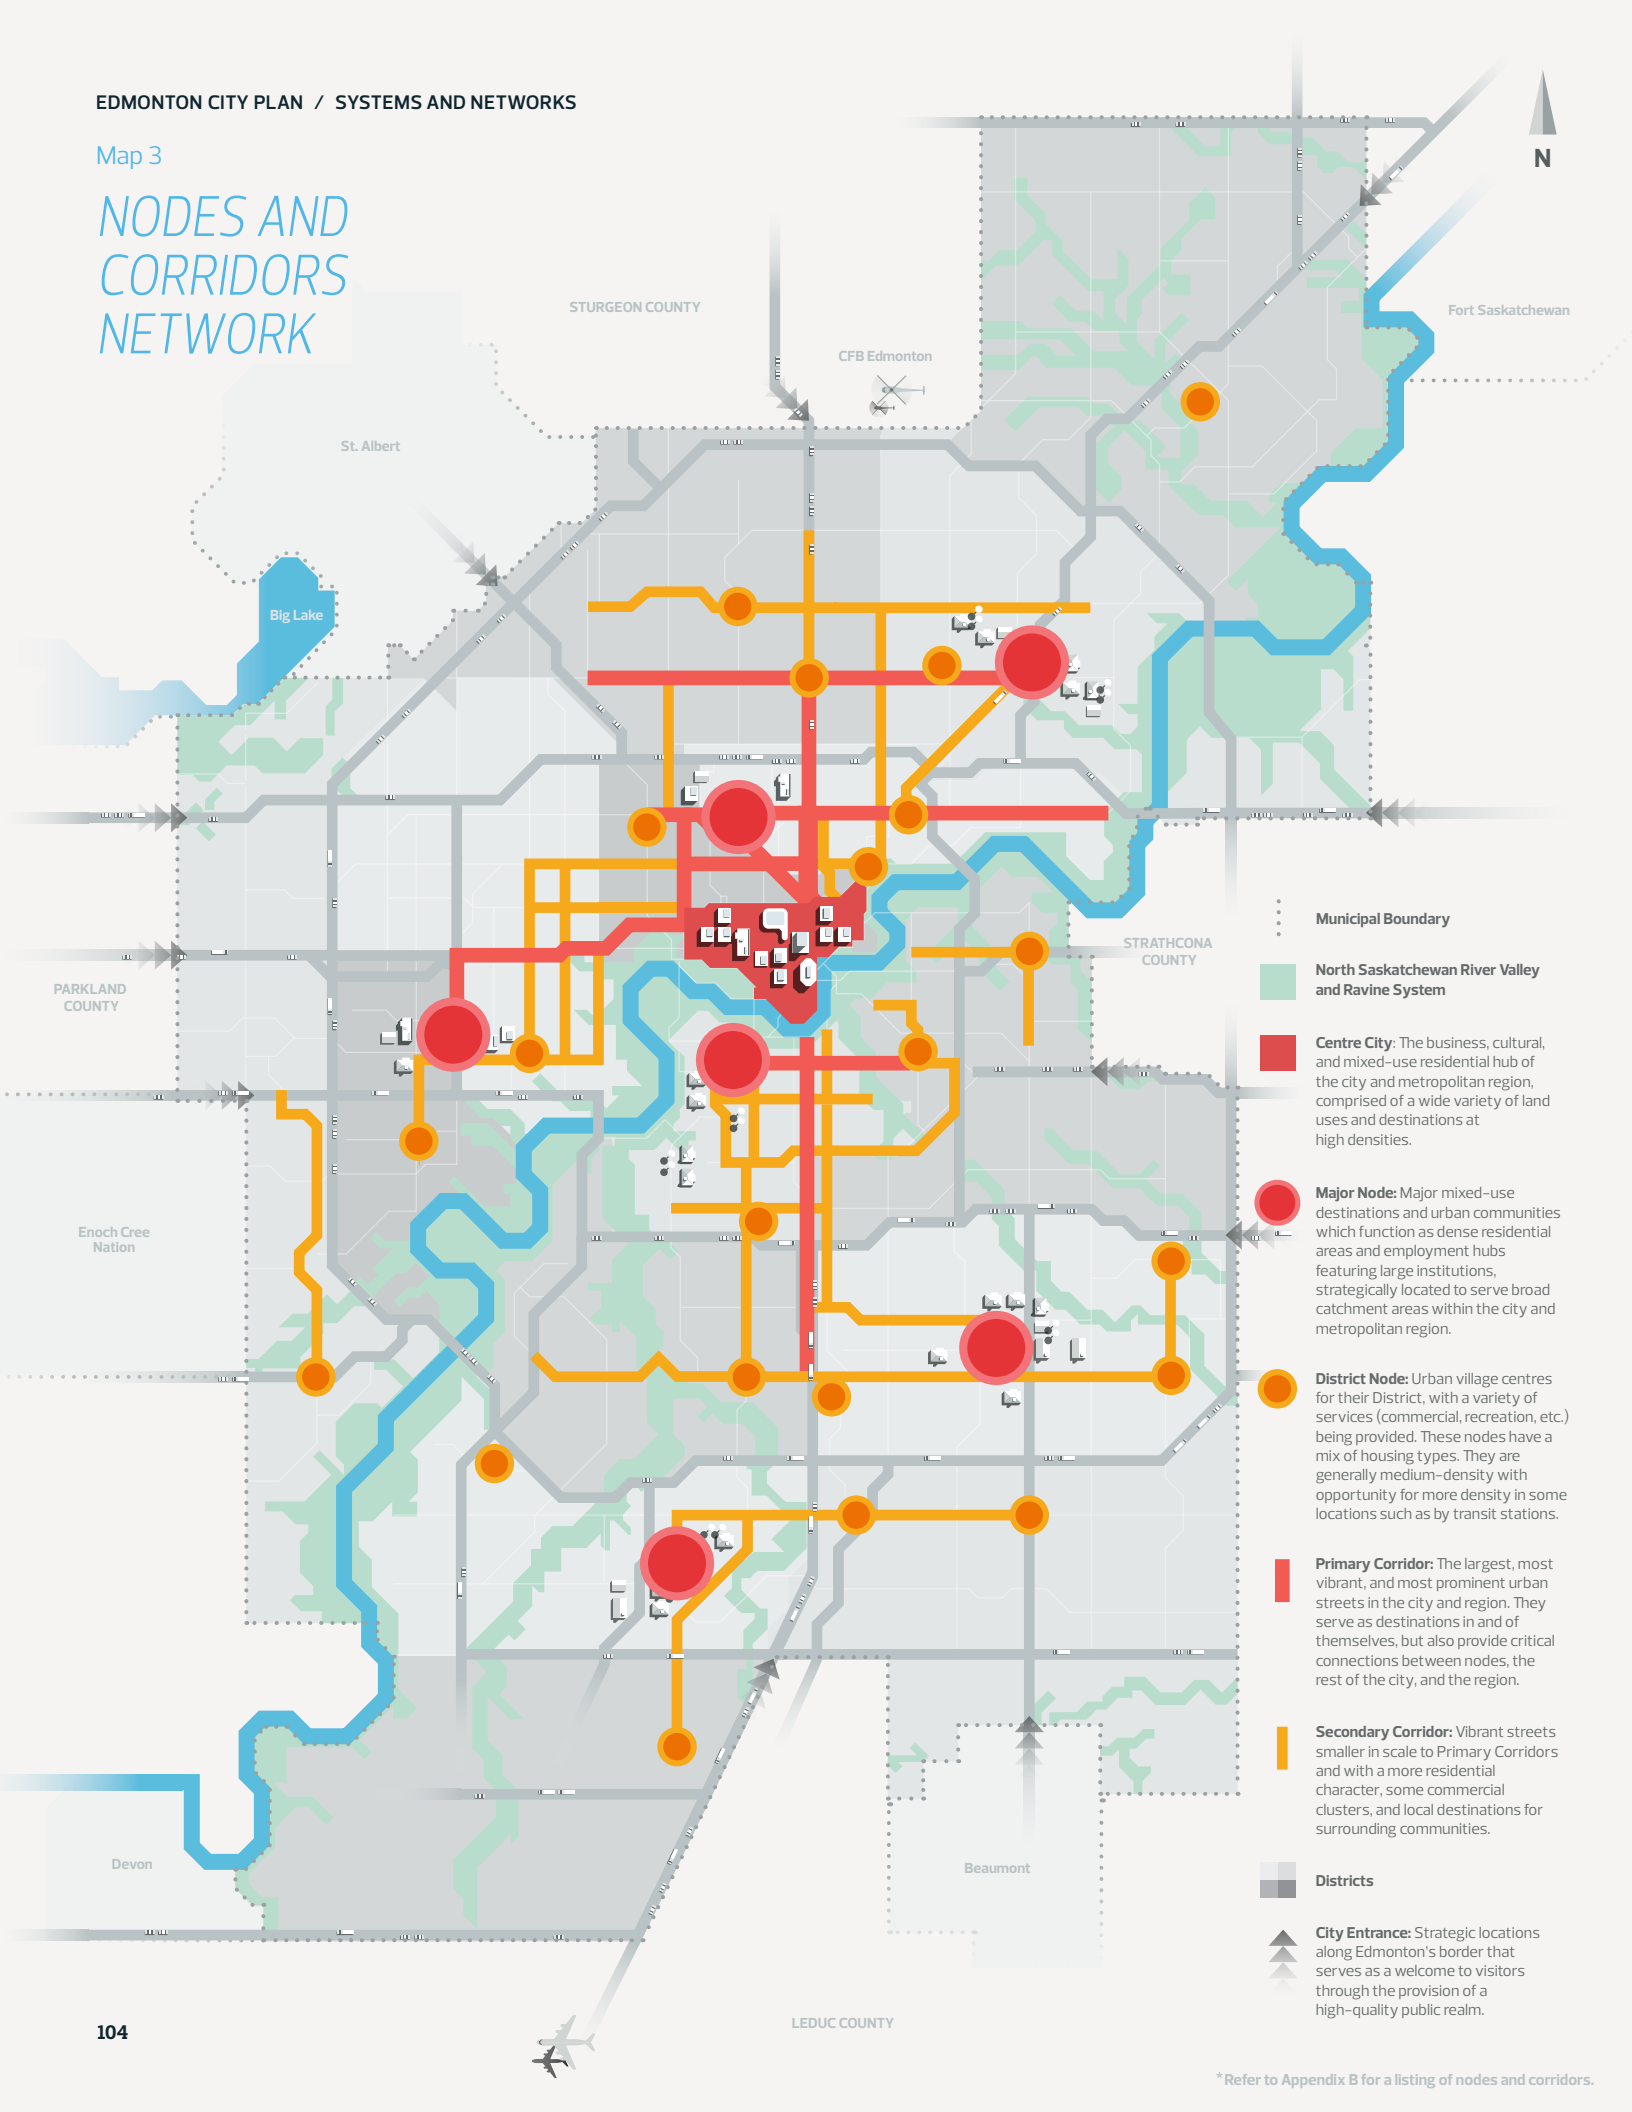 EDMONTON CITY PLAN / SYSTEMS AND NETWORKS
Map 3
NODES AND
CORRIDORS
NETWORK
N
STURGEON COUNTY
CFB Edmonton
Fort Saskatchewan
St. Albert
Big Lake
STRATHCONA
COUNTY
PARKLAND
COUNTY
Enoch Cree
Nation
Devon
Beaumont
LEDUC COUNTY
Municipal Boundary
North Saskatchewan River Valley
and Ravine System
Centre City: The business, cultural,
and mixed-use residential hub of
the city and metropolitan region,
comprised of a wide variety of land
uses and destinations at
high densities.
Major Node: Major mixed-use
destinations and urban communities
which function as dense residential
areas and employment hubs
featuring large institutions,
strategically located to serve broad
catchment areas within the city and
metropolitan region.
District Node: Urban village centres
for their District, with a variety of
services (commercial, recreation, etc.)
being provided. These nodes have a
mix of housing types. They are
generally medium-density with
opportunity for more density in some
locations such as by transit stations.
Primary Corridor: The largest, most
vibrant, and most prominent urban
streets in the city and region. They
serve as destinations in and of
themselves, but also provide critical
connections between nodes, the
rest of the city, and the region.
Secondary Corridor: Vibrant streets
smaller in scale to Primary Corridors
and with a more residential
character, some commercial
clusters, and local destinations for
surrounding communities.
Districts
City Entrance: Strategic locations
along Edmonton's border that
serves as a welcome to visitors
through the provision of a
high-quality public realm.
104
*Refer to Appendix B for a listing of nodes and corridors.